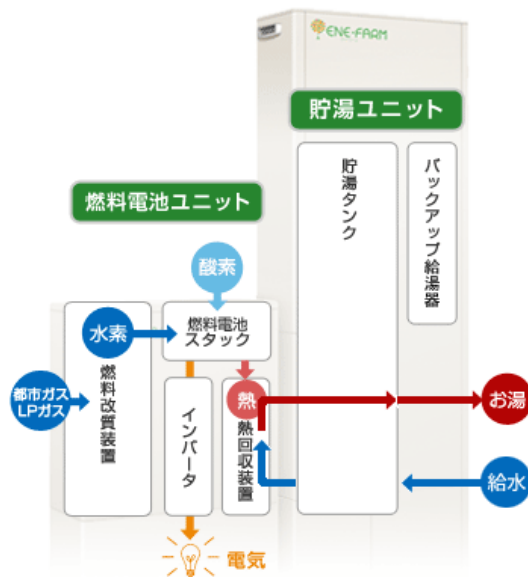 ENE-FARM
貯湯ユニット
貯湯タンク
バックアップ給湯器
燃料電池ユニット
酸素
水素
燃料電池
スタック
都市ガス
LPガス
燃料改質装置
インバータ
熱
熱回収装置
お湯
給水
電気